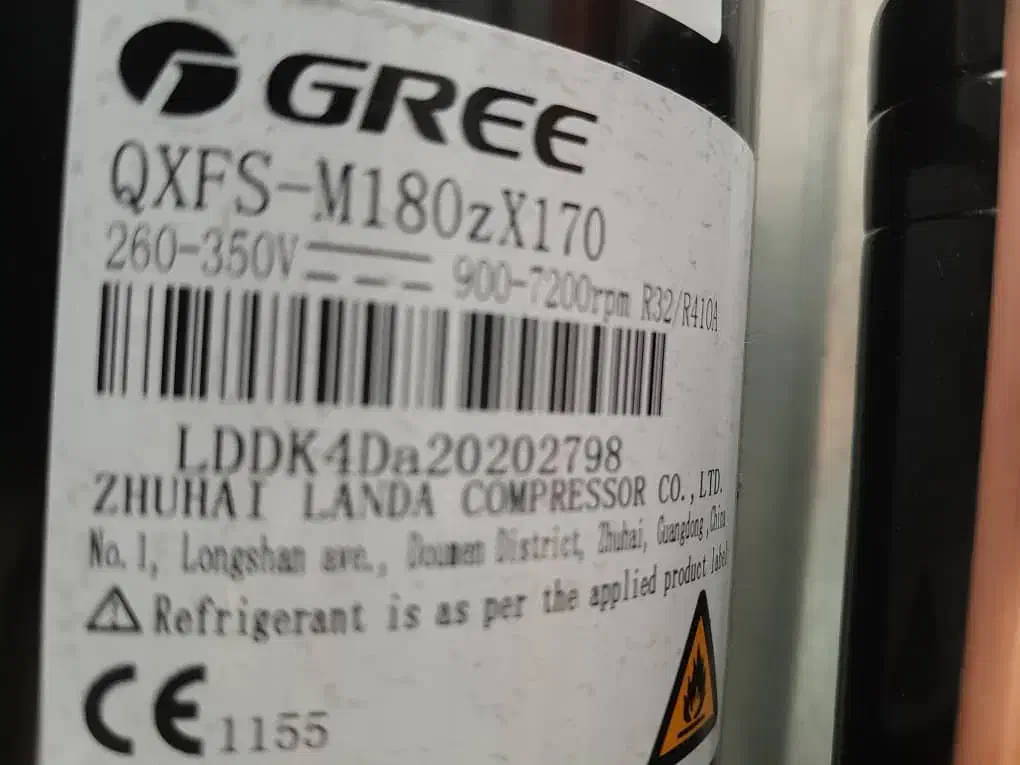 GREE
QXFS-M180zX170
260-350V 900-7200rpm R32/R410A
LDDK4Da20202798
ZHUHAI LANDA COMPRESSOR CO.,LTD.
No.1, Longshan ave., Doumen District, Zhuhai, Guangdong,China
Refrigerant is as per the applied product label
CE 1155